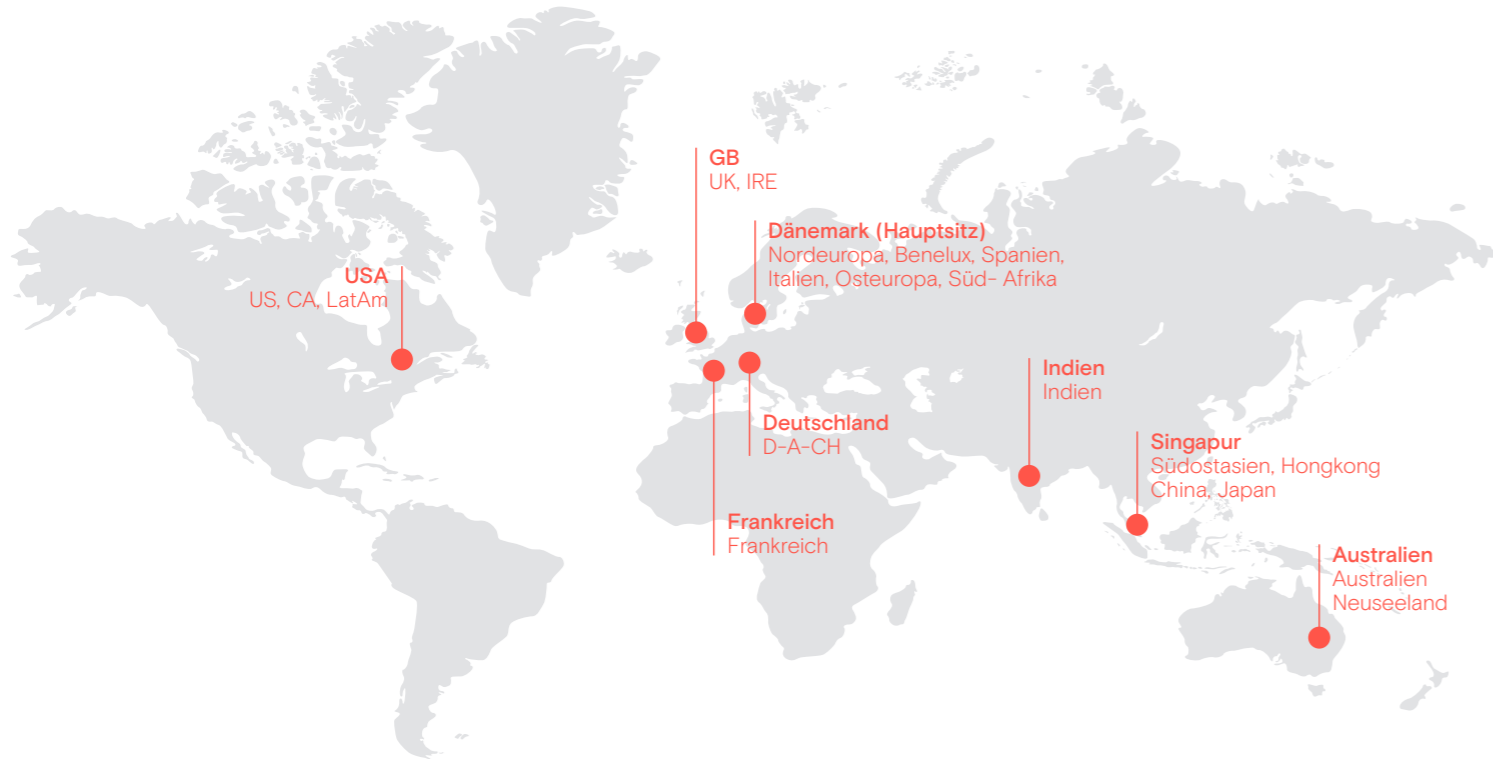 GB
UK, IRE
Dänemark (Hauptsitz)
Nordeuropa, Benelux, Spanien,
Italien, Osteuropa, Süd- Afrika
USA
US, CA, LatAm
Indien
Indien
Deutschland
D-A-CH
Singapur
Südostasien, Hongkong
China, Japan
Frankreich
Frankreich
Australien
Australien
Neuseeland